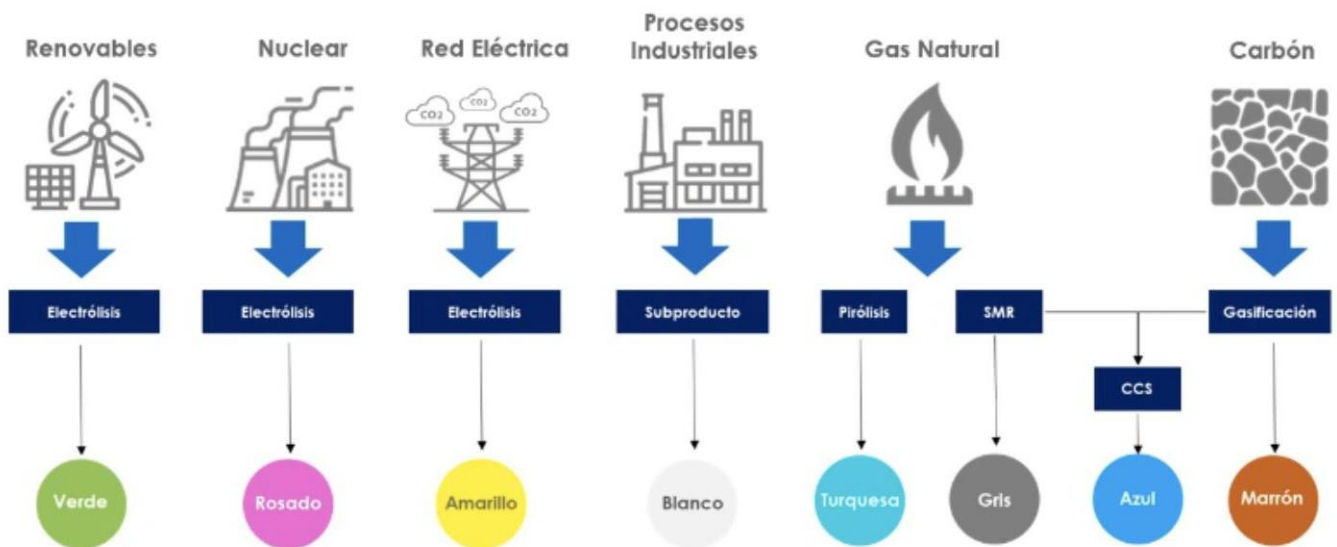 Renovables
Nuclear
Red Eléctrica
Procesos
Industriales
Gas Natural
Carbón
CO2
CO2
CO2
Electrólisis
Electrólisis
Electrólisis
Subproducto
Pirólisis
SMR
Gasificación
CCS
Verde
Rosado
Amarillo
Blanco
Turquesa
Gris
Azul
Marrón